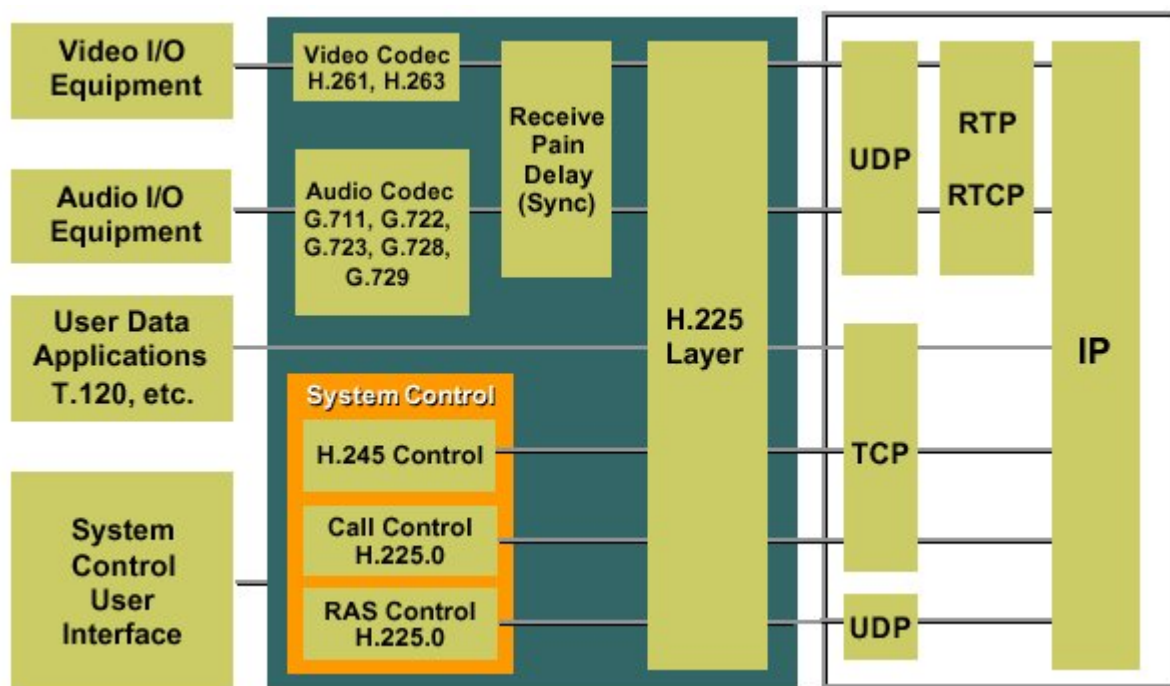 Video I/O
Equipment
Audio I/O
Equipment
User Data
Applications
T.120, etc.
System
Control
User
Interface
Video Codec
H.261, H.263
Audio Codec
G.711, G.722,
G.723, G.728,
G.729
Receive
Pain
Delay
(Sync)
System Control
H.245 Control
Call Control
H.225.0
RAS Control
H.225.0
H.225
Layer
UDP
RTP
RTCP
TCP
UDP
IP